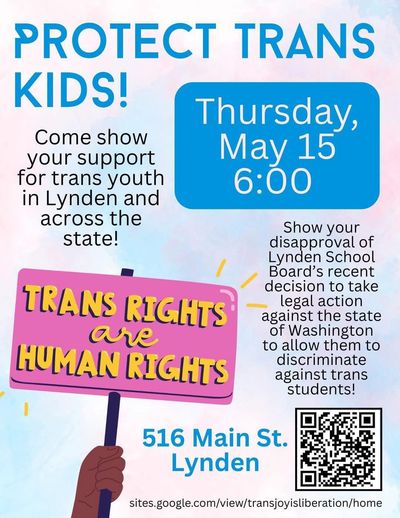 PROTECT TRANS
KIDS!
Thursday,
May 15
6:00
Come show
your support
for trans youth
in Lynden and
across the
state!
Show your
disapproval of
Lynden School
Board's recent
decision to take
legal action
against the state
of Washington
to allow them to
discriminate
against trans
students!
TRANS RIGHTS
are
HUMAN RIGHTS
516 Main St.
Lynden
sites.google.com/view/transjoyisliberation/home